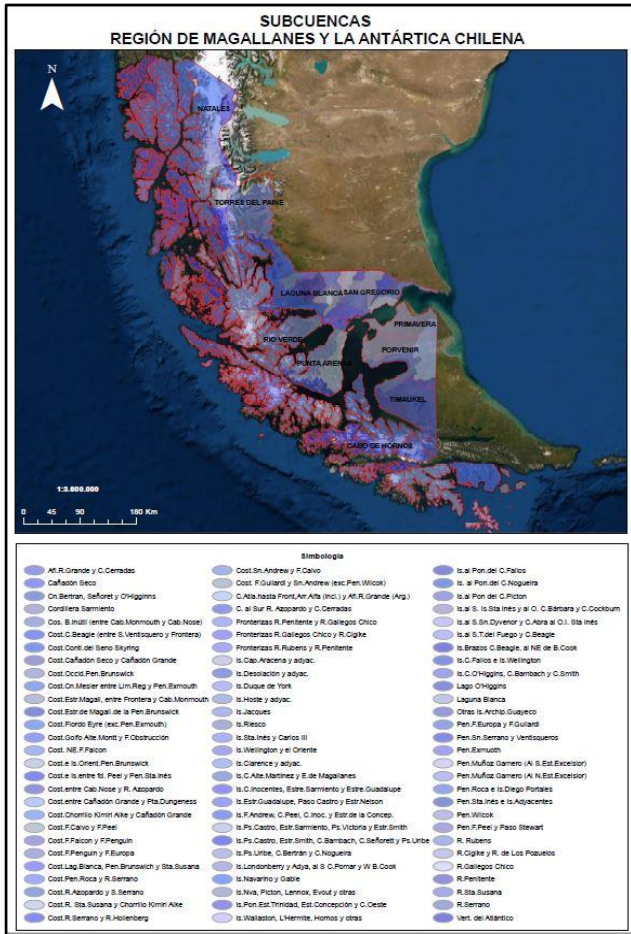 SUBCUENCAS
REGIÓN DE MAGALLANES Y LA ANTÁRTICA CHILENA
N
NATALES
TORRES DEL PAINE
LAGUNA BLANCA
SAN GREGORIO
PRIMAVERA
RIO VERDE
PORVENIR
PUNTA ARENAS
TIMAUKEL
CABO DE HORNOS
1:3.600.000
0 45 90 180 Km
Simbología
Afl.R.Grande y C.Cerradas
Cañadón Seco
Cn.Bertran, Señoret y O'Higgins
Cordillera Sarmiento
Cos. B.Inútil (entre Cab.Monmouth y Cab.Nose)
Cost.C.Beagle (entre S.Ventisquero y Frontera)
Cost.Conti.del Seno Skyring
Cost.Cañadón Seco y Cañadón Grande
Cost.Occid.Pen.Brunswick
Cost.Cn.Mesier entre Lim.Reg y Pen.Exmouth
Cost.Estr.Magall, entre Frontera y Cab.Monmouth
Cost.Estr.de Magall.de la Pen.Brunswick
Cost.Fiordo Eyre (exc.Pen.Exmouth)
Cost.Golfo Alte.Montt y F.Obstrucción
Cost. NE.F.Falcon
Cost.e Is.Orient.Pen.Brunswick
Cost.e Is.entre fd. Peel y Pen.Sta.Inés
Cost.entre Cab.Nose y R. Azopardo
Cost.entre Cañadón Grande y Pta.Dungeness
Cost.Chorrillo Kimiri Aike y Cañadón Grande
Cost.F.Calvo y F.Peel
Cost.F.Falcon y F.Penguin
Cost.F.Penguin y F.Europa
Cost.Lag.Blanca, Pen.Brunswick y Sta.Susana
Cost.Pen.Roca y R.Serrano
Cost.R.Azopardo y S.Serrano
Cost.R. Sta.Susana y Chorrillo Kimiri Aike
Cost.R.Serrano y R.Hollenberg
Cost.Sn.Andrew y F.Calvo
Cost. F.Guilardi y Sn.Andrew (exc.Pen.Wilcok)
C.Atla.hasta Front,Arr.Alfa (Incl.) y Afl.R.Grande (Arg.)
C. al Sur R. Azopardo y C.Cerradas
Fronterizas R.Penitente y R.Gallegos Chico
Fronterizas R.Gallegos Chico y R.Cigike
Fronterizas R.Rubens y R.Penitente
Is.Cap.Aracena y adyac.
Is.Desolación y adyac.
Is.Duque de York
Is.Hoste y adyac.
Is.Jacques
Is.Riesco
Is.Sta.Inés y Carlos III
Is.Wellington y el Oriente
Is.Clarence y adyac.
Is.C.Alte.Martínez y E.de Magallanes
Is.C.Inocentes, Estre.Sarmiento y Estre.Guadalupe
Is.Estr.Guadalupe, Paso Castro y Estr.Nelson
Is.F.Andrew, C.Peel, C.Inoc. y Estr.de la Concep.
Is.Ps.Castro, Estr.Sarmiento, Ps.Victoria y Estr.Smith
Is.Ps.Castro, Estr.Smith, C.Bambach, C.Señorett y Ps.Uribe
Is.Ps.Uribe, C.Bertrán y C.Nogueira
Is.Londonderry y Adya, al S C.Pomar y W B.Cook
Is.Navarino y Gable
Is.Nva, Picton, Lennox, Evout y otras
Is.Pon.Est.Trinidad, Est.Concepción y C.Oeste
Is.Wallaston, L'Hermite, Hornos y otras
Is.al Pon.del C.Fallos
Is. al Pon.del C.Nogueira
Is.al Pon.del C.Picton
Is.al S. Is.Sta Inés y al O. C.Bárbara y C.Cockburn
Is.al S.Sn.Dyvenor y C.Abra al O.I. Sta Inés
Is.al S.T.del Fuego y C.Beagle
Is.Brazos C.Beagle, al NE de B.Cook
Is.C.Fallos e Is.Wellington
Is.C.O'Higgins, C.Bambach y C.Smith
Lago O'Higgins
Laguna Blanca
Otras Is.Archip.Guayeco
Pen.F.Europa y F.Guilardi
Pen.Sn.Serrano y Ventisqueros
Pen.Exmuoth
Pen.Muñoz Gamero (Al S.Est.Excelsior)
Pen.Muñoz Gamero (Al N.Est.Excelsior)
Pen.Roca e Is.Diego Portales
Pen.Sta.Inés e Is.Adyacentes
Pen.Wilcok
Pen.F.Peel y Paso Stewart
R. Rubens
R.Cigike y R. de Los Pozuelos
R.Gallegos Chico
R.Penitente
R.Sta.Susana
R.Serrano
Vert. del Atlántico